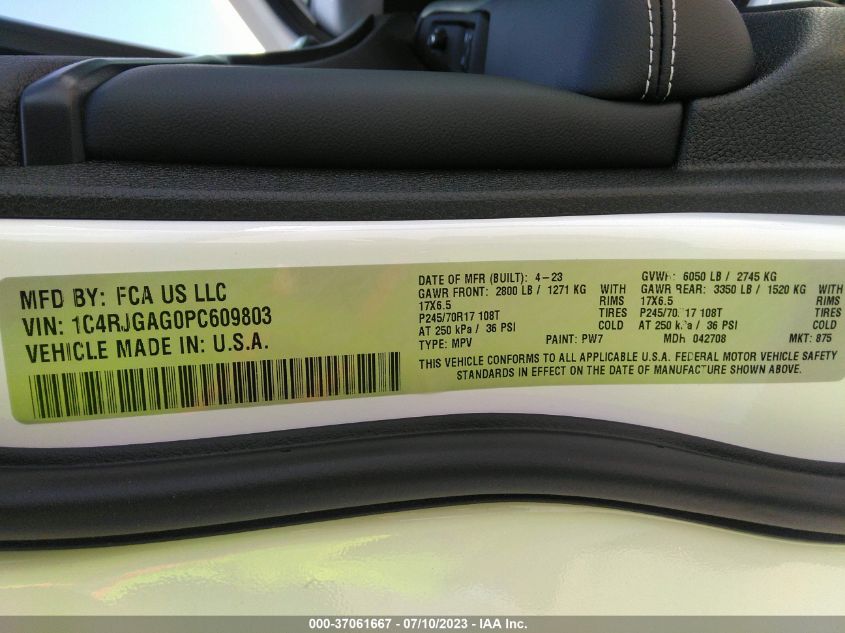 MFD BY: FCA US LLC
VIN: 1C4RJGAG0PC609803
VEHICLE MADE IN: U.S.A.
DATE OF MFR (BUILT): 4-23
GAWR FRONT: 2800 LB / 1271 KG WITH
17X6.5 RIMS
P245/70R17 108T TIRES
AT 250 kPa / 36 PSI COLD
TYPE: MPV PAINT: PW7
GVWR: 6050 LB / 2745 KG
GAWR REAR: 3350 LB / 1520 KG WITH
17X6.5 RIMS
P245/70R17 108T TIRES
AT 250 kPa / 36 PSI COLD
MDH: 042708 MKT: 875
THIS VEHICLE CONFORMS TO ALL APPLICABLE U.S.A. FEDERAL MOTOR VEHICLE SAFETY
STANDARDS IN EFFECT ON THE DATE OF MANUFACTURE SHOWN ABOVE.
000-37061667 - 07/10/2023 - IAA Inc.